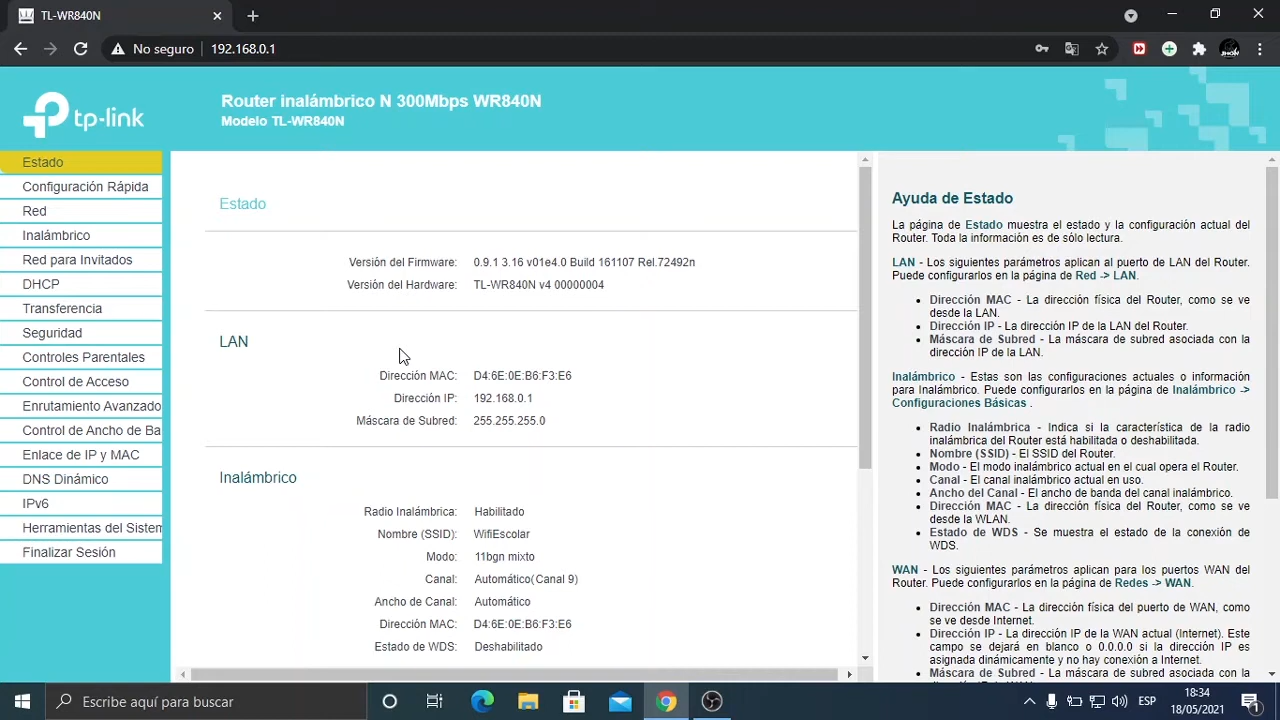 TL-WR840N
No seguro
192.168.0.1
tp-link
Router inalámbrico N 300Mbps WR840N
Modelo TL-WR840N
Estado
Configuración Rápida
Red
Inalámbrico
Red para Invitados
DHCP
Transferencia
Seguridad
Controles Parentales
Control de Acceso
Enrutamiento Avanzado
Control de Ancho de Ba
Enlace de IP y MAC
DNS Dinámico
IPv6
Herramientas del Sistem
Finalizar Sesión
Estado
Versión del Firmware: 0.9.1 3.16 v01e4.0 Build 161107 Rel.72492n
Versión del Hardware: TL-WR840N v4 00000004
LAN
Dirección MAC: D4:6E:0E:B6:F3:E6
Dirección IP: 192.168.0.1
Máscara de Subred: 255.255.255.0
Inalámbrico
Radio Inalámbrica: Habilitado
Nombre (SSID): WifiEscolar
Modo: 11bgn mixto
Canal: Automático(Canal 9)
Ancho de Canal: Automático
Dirección MAC: D4:6E:0E:B6:F3:E6
Estado de WDS: Deshabilitado
Ayuda de Estado
La página de Estado muestra el estado y la configuración actual del
Router. Toda la información es de sólo lectura.
LAN - Los siguientes parámetros aplican al puerto de LAN del Router.
Puede configurarlos en la página de Red -> LAN.
Dirección MAC - La dirección física del Router, como se ve
desde la LAN.
Dirección IP - La dirección IP de la LAN del Router.
Máscara de Subred - La máscara de subred asociada con la
dirección IP de la LAN.
Inalámbrico - Estas son las configuraciones actuales o información
para Inalámbrico. Puede configurarlos en la página de Inalámbrico ->
Configuraciones Básicas .
Radio Inalámbrica - Indica si la característica de la radio
inalámbrica del Router está habilitada o deshabilitada.
Nombre (SSID) - El SSID del Router.
Modo - El modo inalámbrico actual en el cual opera el Router.
Canal - El canal inalámbrico actual en uso.
Ancho del Canal - El ancho de banda del canal inalámbrico.
Dirección MAC - La dirección física del Router, como se ve
desde la WLAN.
Estado de WDS - Se muestra el estado de la conexión de
WDS.
WAN - Los siguientes parámetros aplican para los puertos WAN del
Router. Puede configurarlos en la página de Redes -> WAN.
Dirección MAC - La dirección física del puerto de WAN, como
se ve desde Internet.
Dirección IP - La dirección IP de la WAN actual (Internet). Este
campo se dejará en blanco o 0.0.0.0 si la dirección IP es
asignada dinámicamente y no hay conexión a Internet.
Máscara de Subred - La máscara de subred asociada con la
Escribe aquí para buscar
ESP
18:34
18/05/2021
1